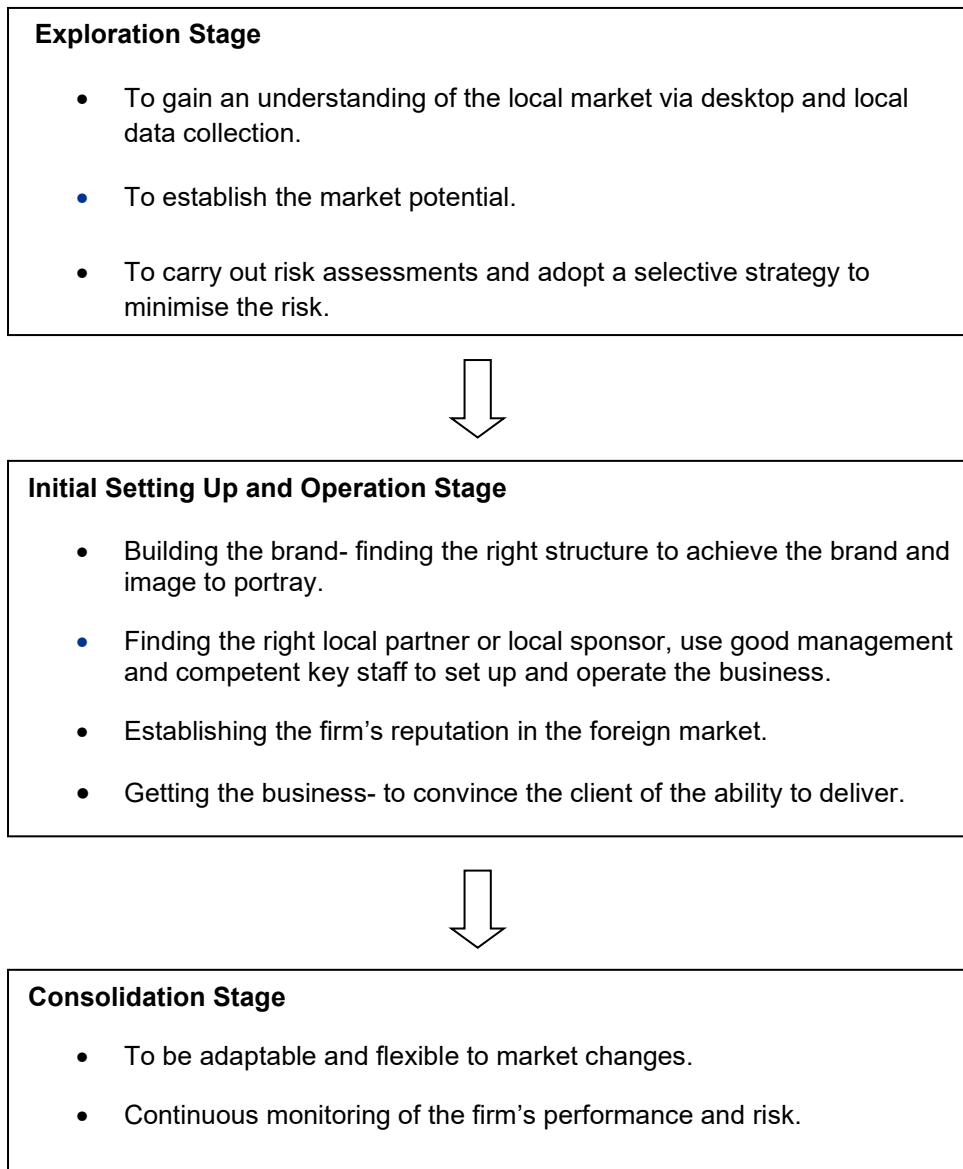 Exploration Stage
• To gain an understanding of the local market via desktop and local
data collection.
• To establish the market potential.
• To carry out risk assessments and adopt a selective strategy to
minimise the risk.
Initial Setting Up and Operation Stage
• Building the brand- finding the right structure to achieve the brand and
image to portray.
• Finding the right local partner or local sponsor, use good management
and competent key staff to set up and operate the business.
• Establishing the firm’s reputation in the foreign market.
• Getting the business- to convince the client of the ability to deliver.
Consolidation Stage
• To be adaptable and flexible to market changes.
• Continuous monitoring of the firm’s performance and risk.